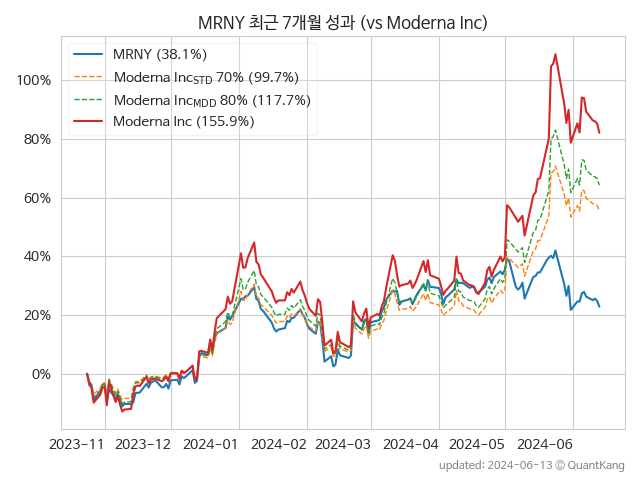 MRNY 최근 7개월 성과 (vs Moderna Inc)
MRNY (38.1%)
Moderna Inc_STD 70% (99.7%)
Moderna Inc_MDD 80% (117.7%)
Moderna Inc (155.9%)
100%
80%
60%
40%
20%
0%
2023-11 2023-12 2024-01 2024-02 2024-03 2024-04 2024-05 2024-06
updated: 2024-06-13 ⓒ QuantKang